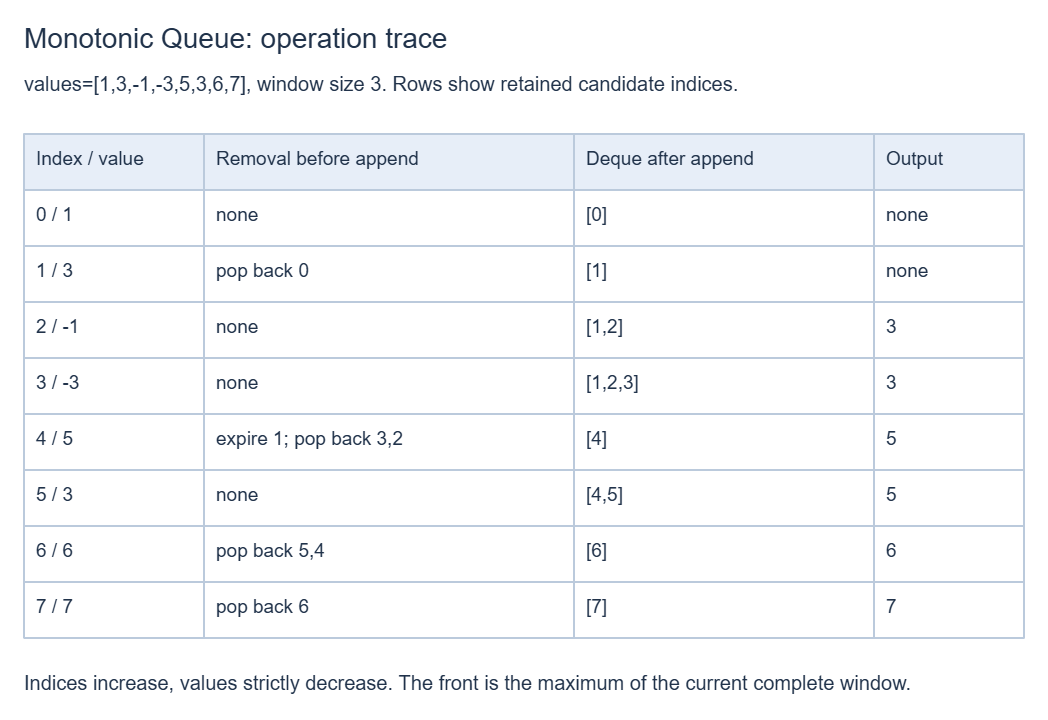 Monotonic Queue: operation trace
values=[1,3,-1,-3,5,3,6,7], window size 3. Rows show retained candidate indices.
Index / value Removal before append Deque after append Output
0 / 1 none [0] none
1 / 3 pop back 0 [1] none
2 / -1 none [1,2] 3
3 / -3 none [1,2,3] 3
4 / 5 expire 1; pop back 3,2 [4] 5
5 / 3 none [4,5] 5
6 / 6 pop back 5,4 [6] 6
7 / 7 pop back 6 [7] 7
Indices increase, values strictly decrease. The front is the maximum of the current complete window.